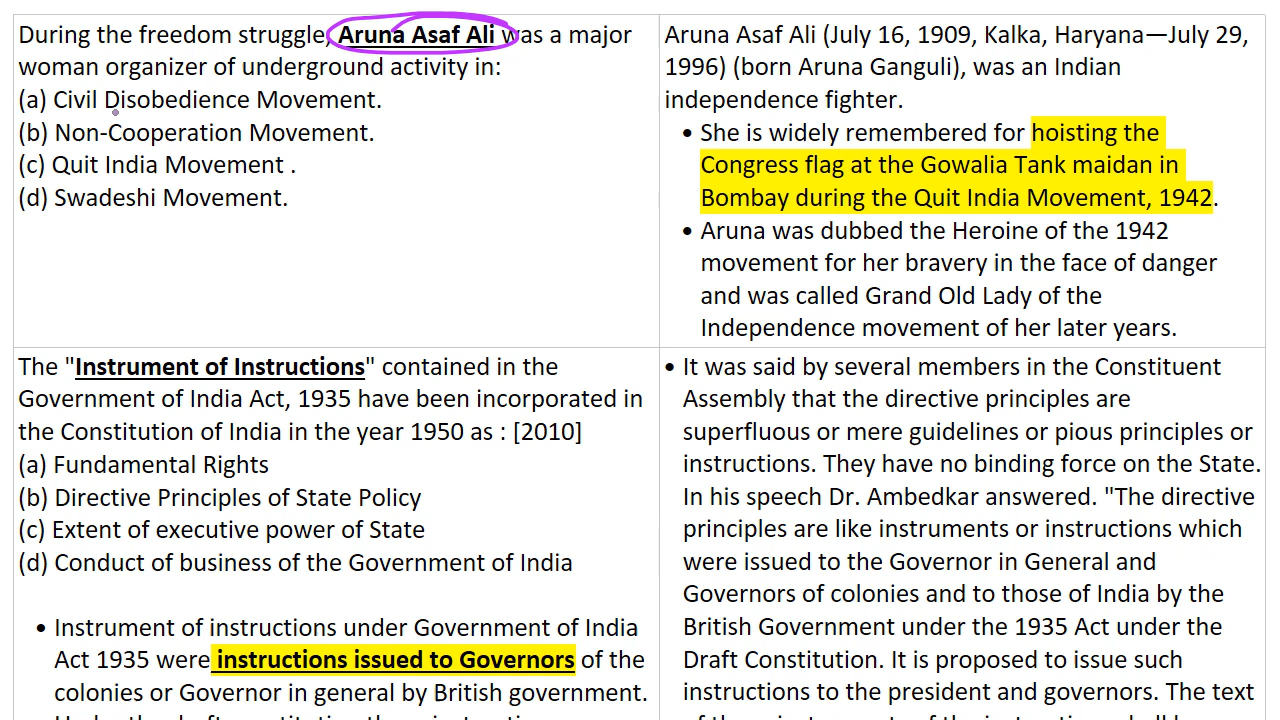 During the freedom struggle, Aruna Asaf Ali was a major
woman organizer of underground activity in:
(a) Civil Disobedience Movement.
(b) Non-Cooperation Movement.
(c) Quit India Movement .
(d) Swadeshi Movement.
Aruna Asaf Ali (July 16, 1909, Kalka, Haryana—July 29,
1996) (born Aruna Ganguli), was an Indian
independence fighter.
• She is widely remembered for hoisting the
Congress flag at the Gowalia Tank maidan in
Bombay during the Quit India Movement, 1942.
• Aruna was dubbed the Heroine of the 1942
movement for her bravery in the face of danger
and was called Grand Old Lady of the
Independence movement of her later years.
The "Instrument of Instructions" contained in the
Government of India Act, 1935 have been incorporated in
the Constitution of India in the year 1950 as : [2010]
(a) Fundamental Rights
(b) Directive Principles of State Policy
(c) Extent of executive power of State
(d) Conduct of business of the Government of India
• Instrument of instructions under Government of India
Act 1935 were instructions issued to Governors of the
colonies or Governor in general by British government.
• It was said by several members in the Constituent
Assembly that the directive principles are
superfluous or mere guidelines or pious principles or
instructions. They have no binding force on the State.
In his speech Dr. Ambedkar answered. "The directive
principles are like instruments or instructions which
were issued to the Governor in General and
Governors of colonies and to those of India by the
British Government under the 1935 Act under the
Draft Constitution. It is proposed to issue such
instructions to the president and governors. The text